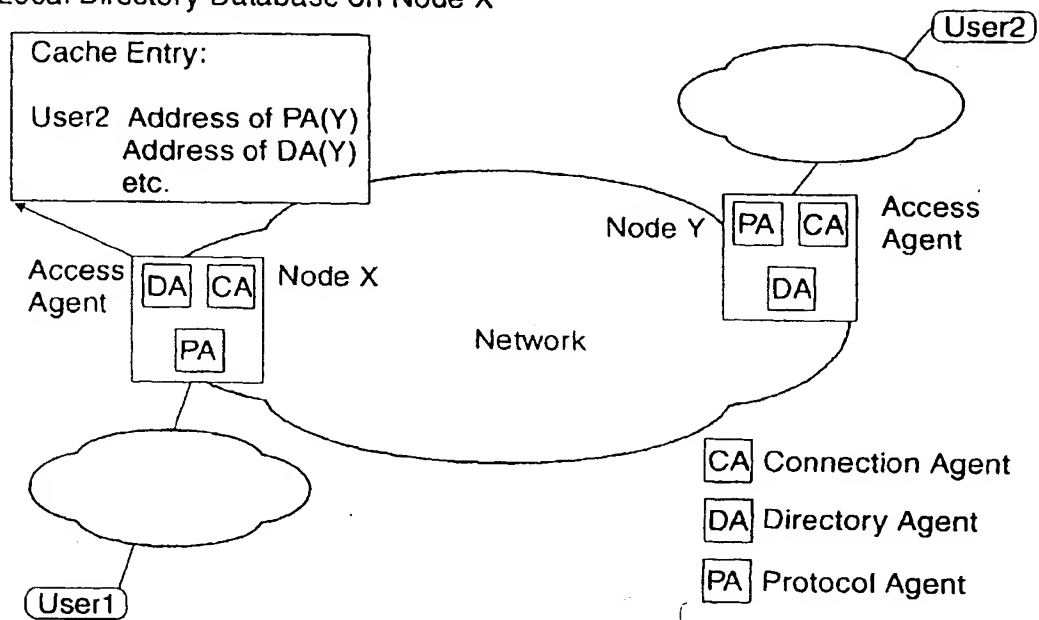 Local Directory Database on Node X
Cache Entry:
User2 Address of PA(Y)
Address of DA(Y)
etc.
User2
Node Y
PA
CA
DA
Access
Agent
Access
Agent
DA
CA
PA
Node X
Network
CA Connection Agent
DA Directory Agent
PA Protocol Agent
User1